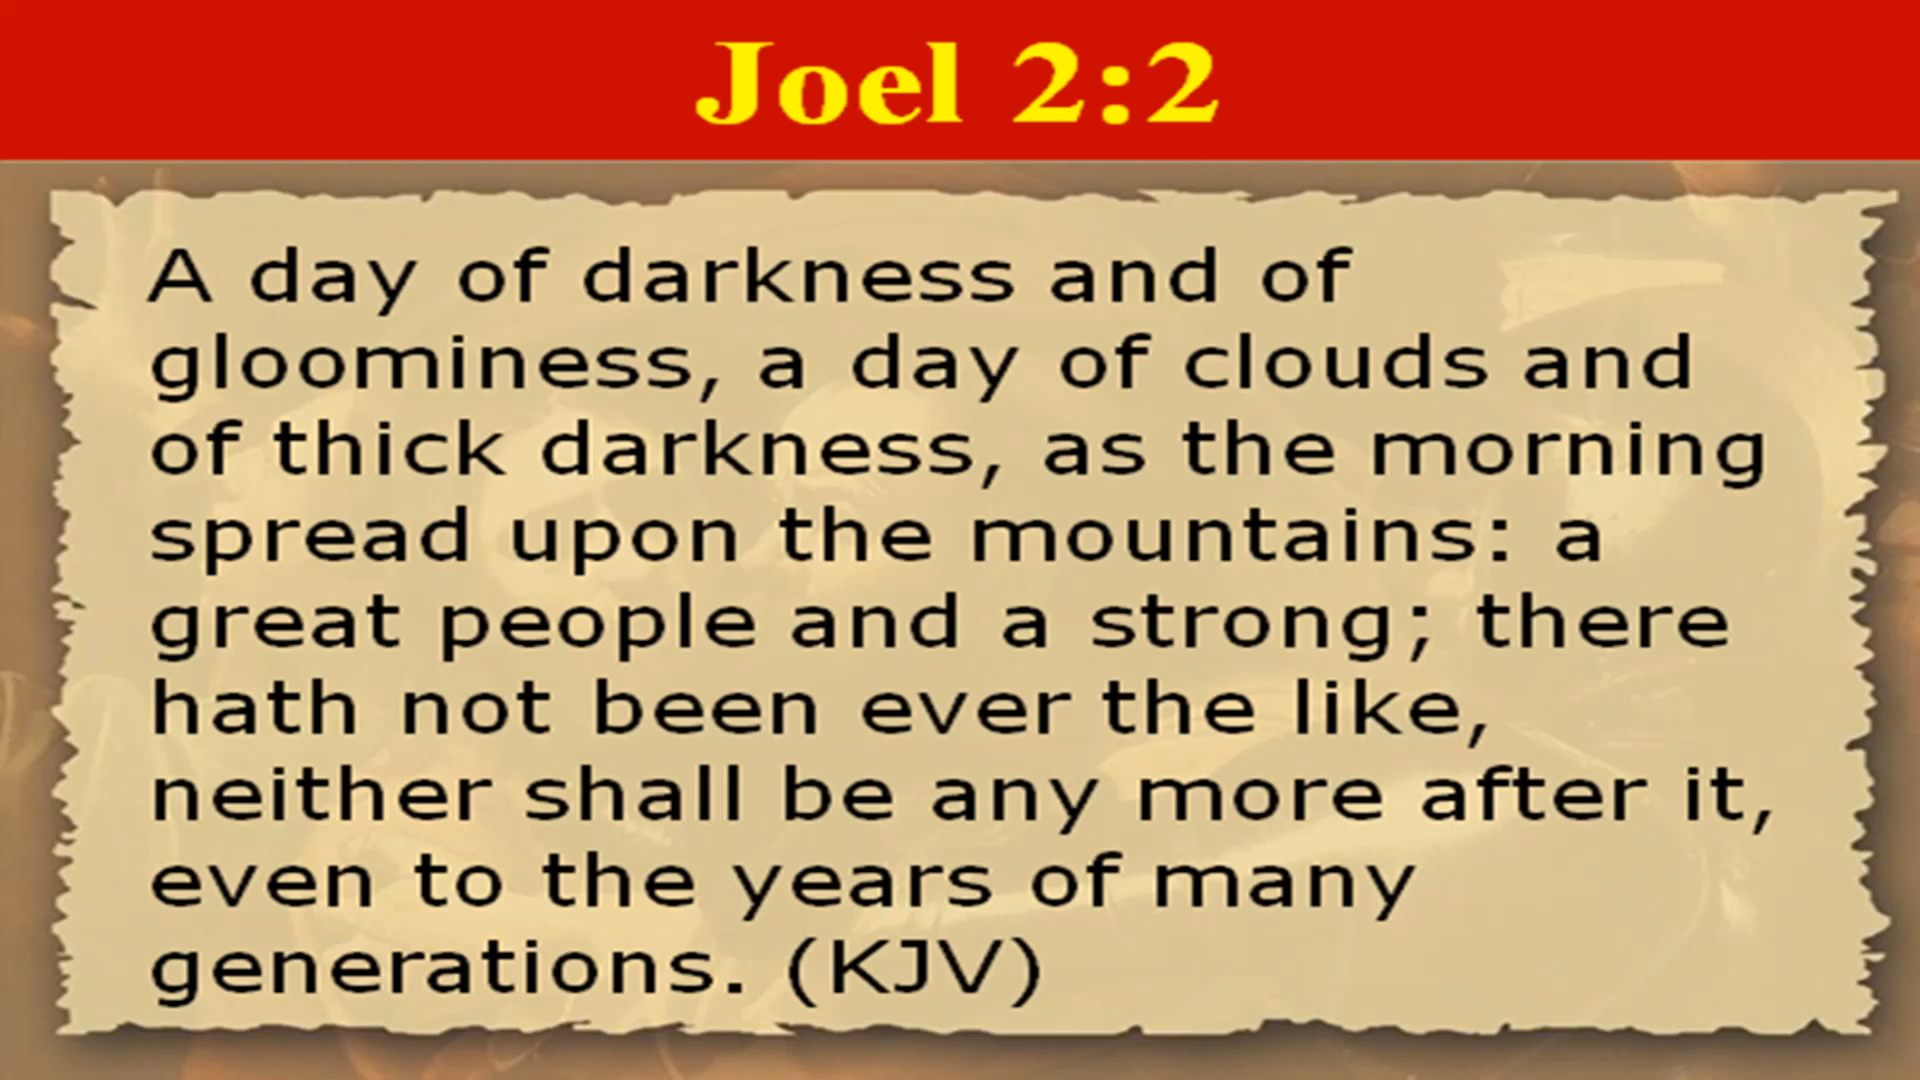 Joel 2:2
A day of darkness and of
gloominess, a day of clouds and
of thick darkness, as the morning
spread upon the mountains: a
great people and a strong; there
hath not been ever the like,
neither shall be any more after it,
even to the years of many
generations. (KJV)